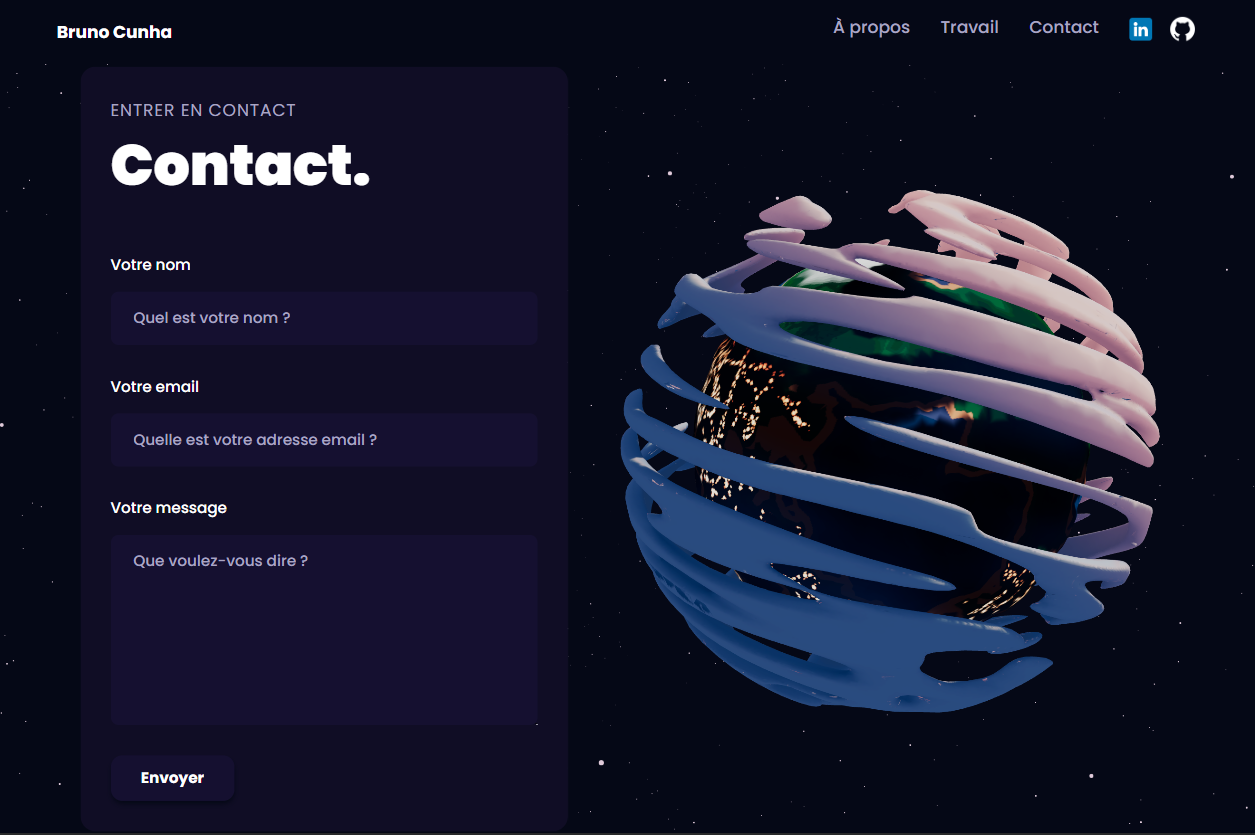 Bruno Cunha
À propos
Travail
Contact
in
ENTRER EN CONTACT
Contact.
Votre nom
Quel est votre nom ?
Votre email
Quelle est votre adresse email ?
Votre message
Que voulez-vous dire ?
Envoyer